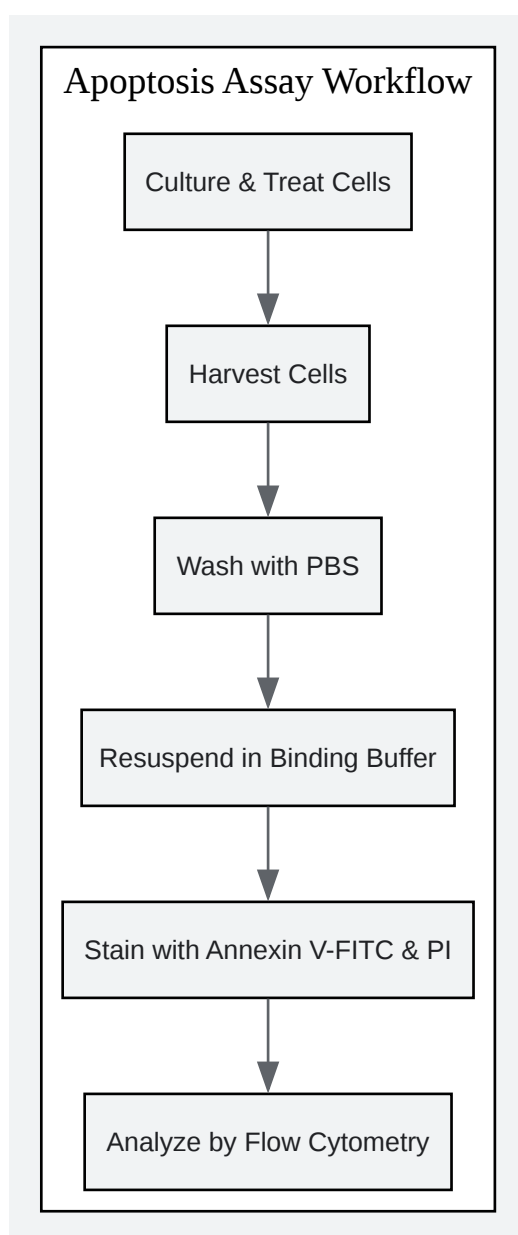 Apoptosis Assay Workflow
Culture & Treat Cells
Harvest Cells
Wash with PBS
Resuspend in Binding Buffer
Stain with Annexin V-FITC & PI
Analyze by Flow Cytometry